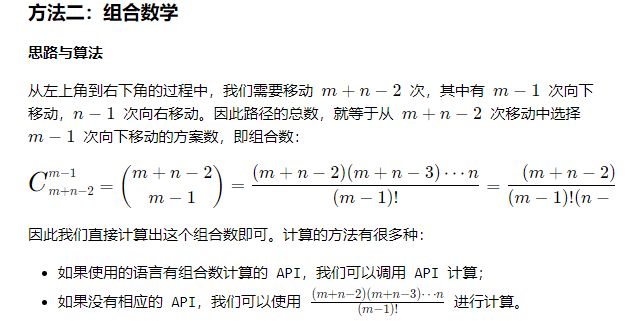 方法二：组合数学
思路与算法
从左上角到右下角的过程中，我们需要移动 m + n − 2 次，其中有 m − 1 次向下
移动，n − 1 次向右移动。因此路径的总数，就等于从 m + n − 2 次移动中选择
m − 1 次向下移动的方案数，即组合数：
C_{m+n−2}^{m−1} = \binom{m + n − 2}{m − 1} = \frac{(m + n − 2)(m + n − 3) ⋯ n}{(m − 1)!} = \frac{(m + n − 2)}{(m − 1)!(n −}
因此我们直接计算出这个组合数即可。计算的方法有很多种：
• 如果使用的语言有组合数计算的 API，我们可以调用 API 计算；
• 如果没有相应的 API，我们可以使用 \frac{(m+n−2)(m+n−3)⋯n}{(m−1)!} 进行计算。